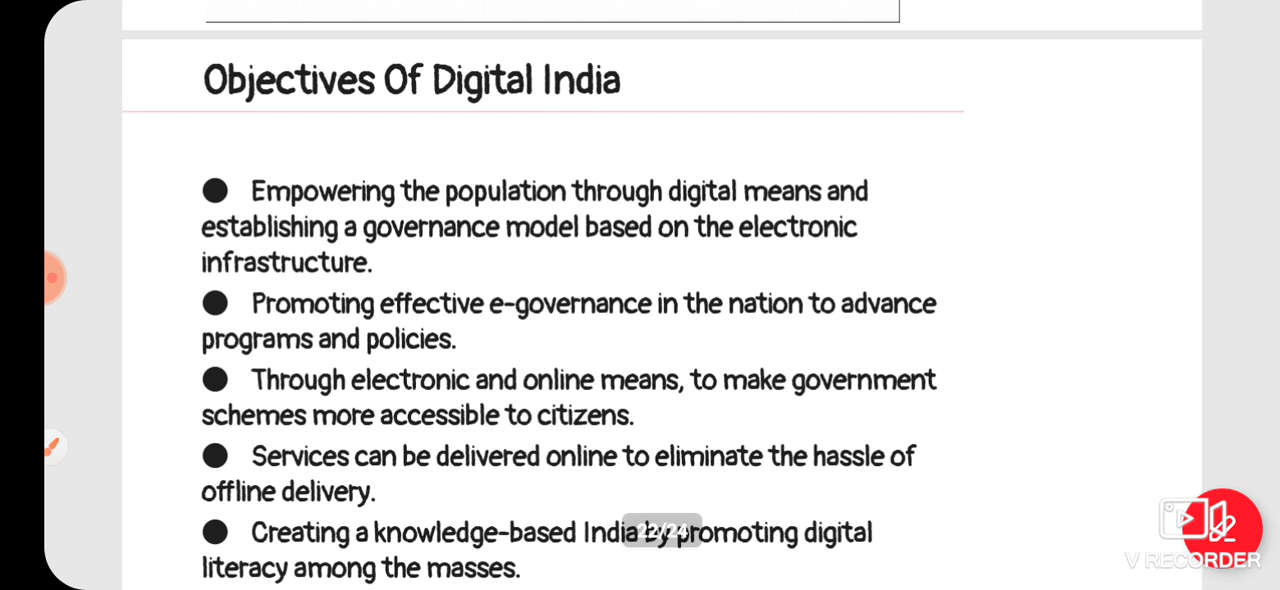 Objectives Of Digital India
● Empowering the population through digital means and
establishing a governance model based on the electronic
infrastructure.
● Promoting effective e-governance in the nation to advance
programs and policies.
● Through electronic and online means, to make government
schemes more accessible to citizens.
● Services can be delivered online to eliminate the hassle of
offline delivery.
● Creating a knowledge-based India by promoting digital
22/24
literacy among the masses.
V RECORDER